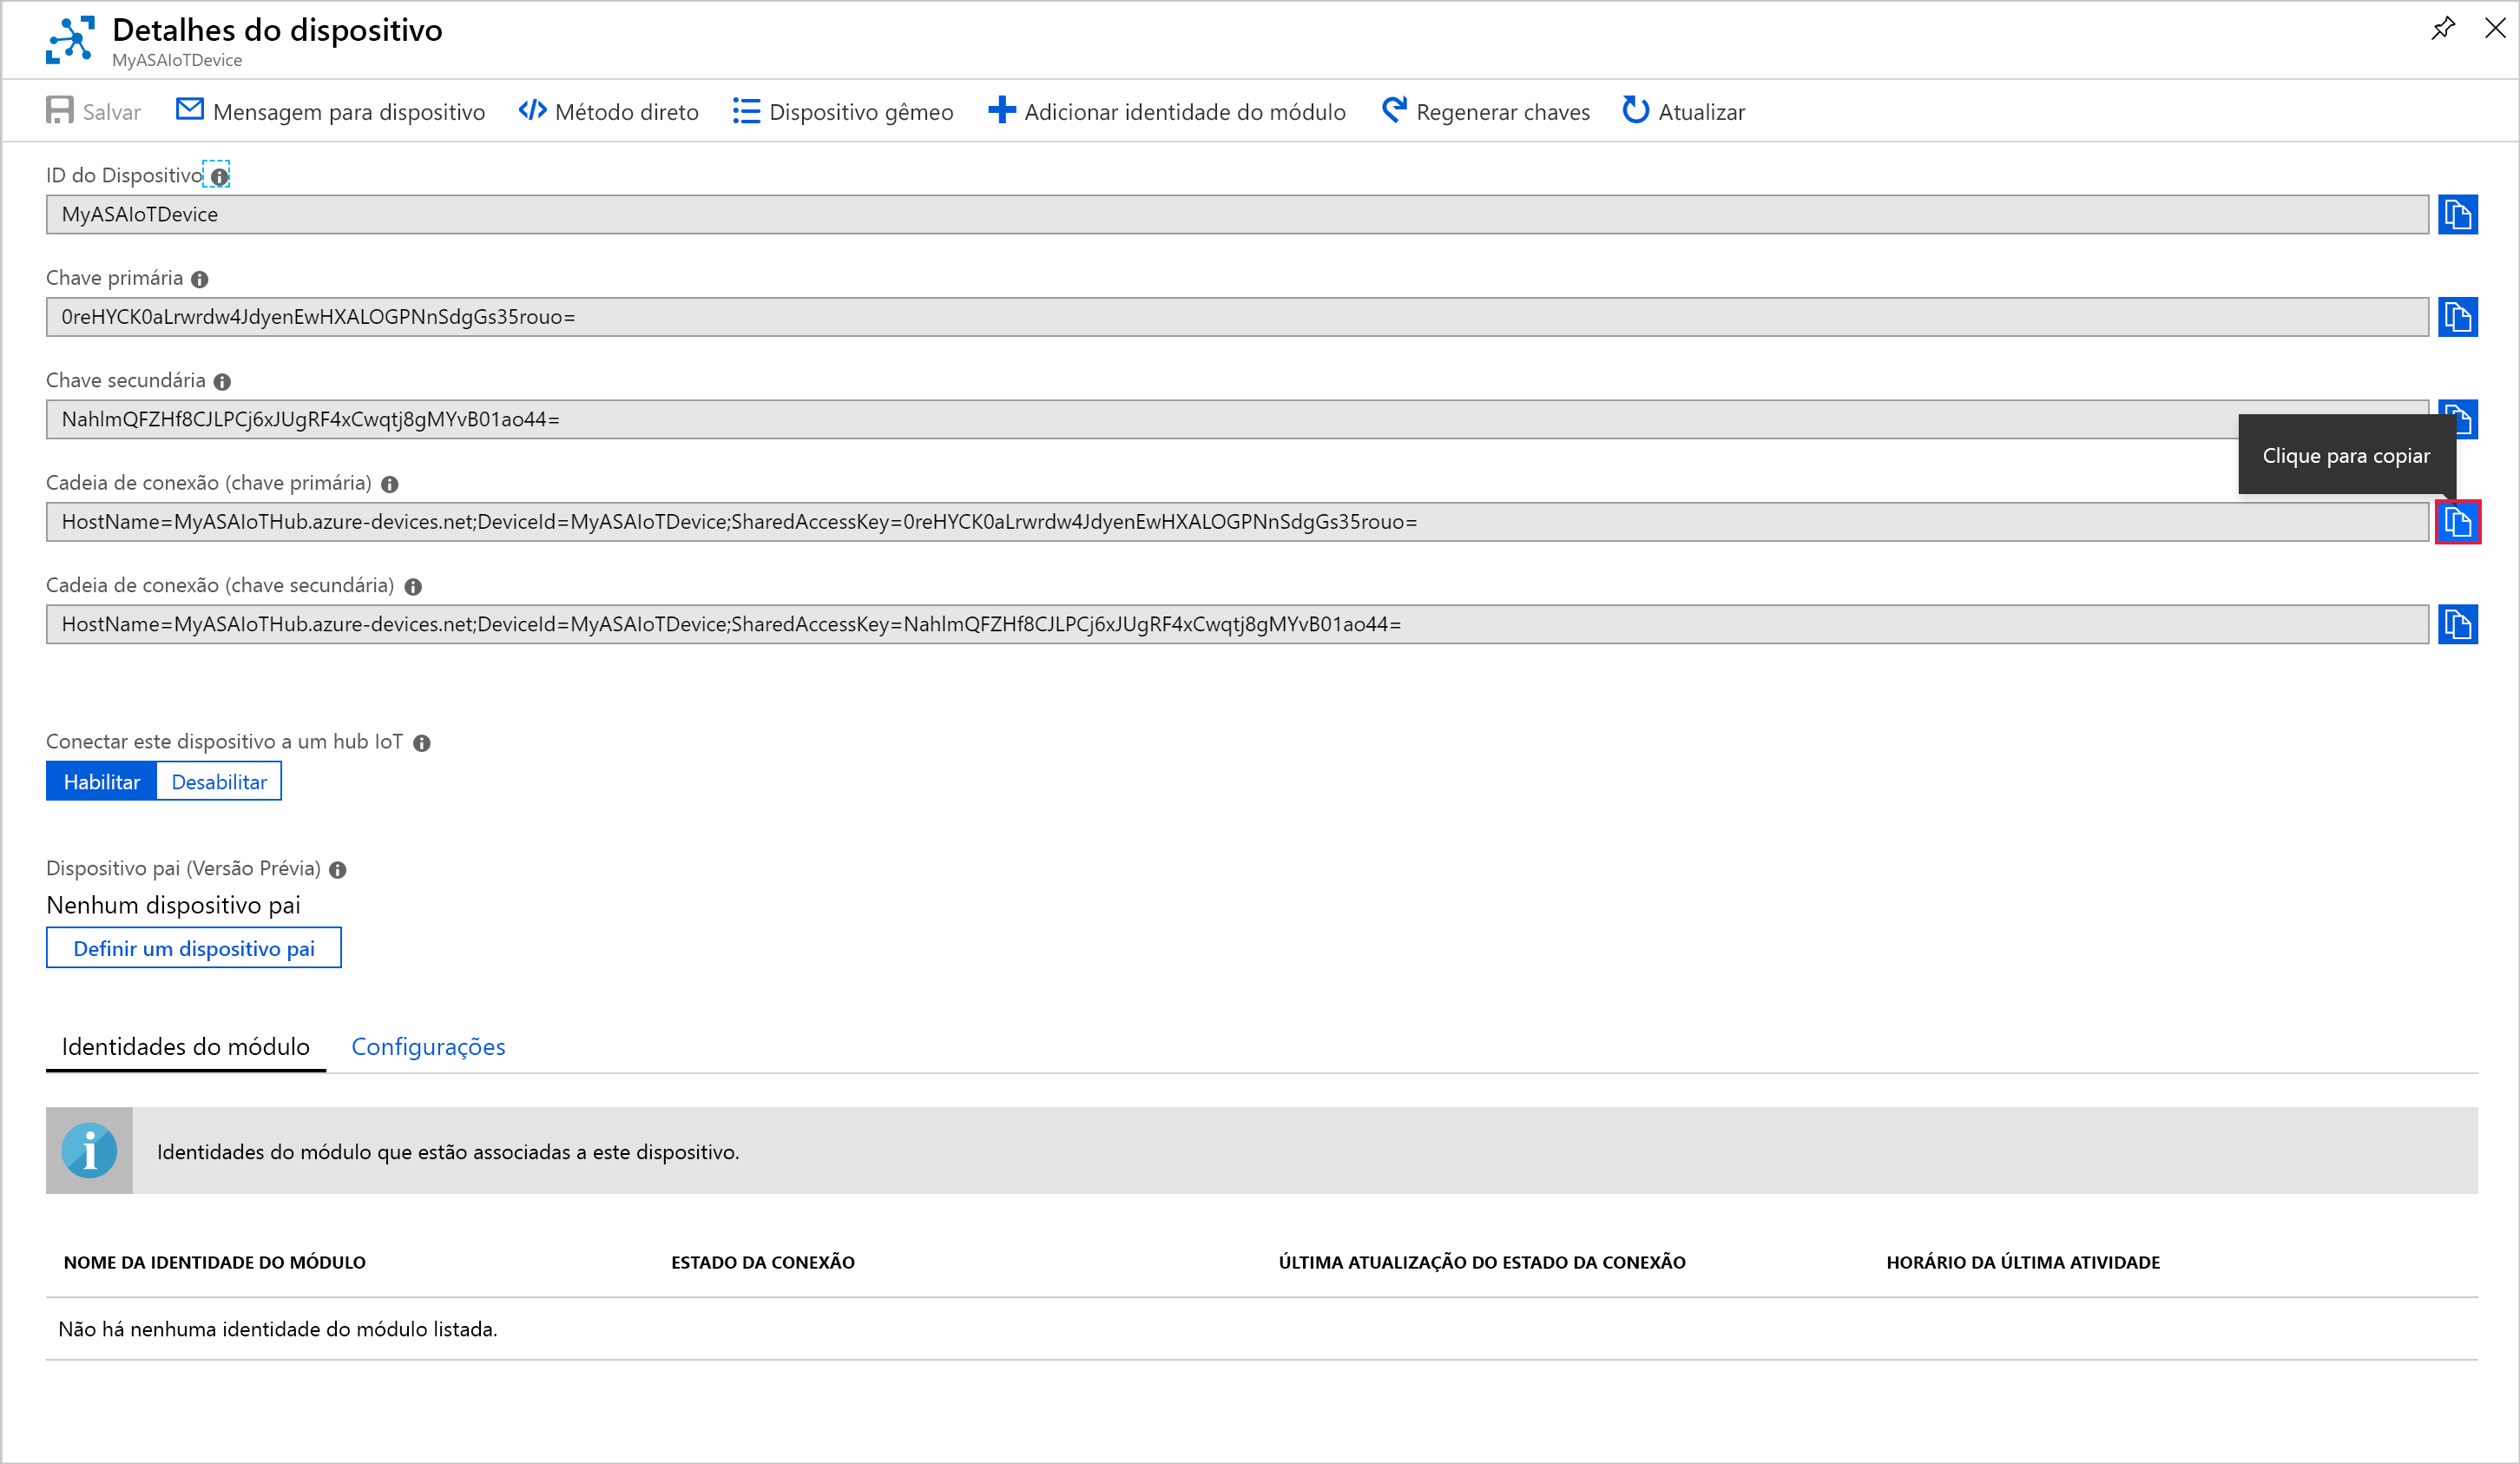 Detalhes do dispositivo
MyASAIoTDevice
Salvar Mensagem para dispositivo Método direto Dispositivo gêmeo Adicionar identidade do módulo Regenerar chaves Atualizar
ID do Dispositivo
MyASAIoTDevice
Chave primária
0reHYCK0aLrwrdw4JdyenEwHXALOGPNnSdgGs35rouo=
Chave secundária
NahlmQFZHf8CJLPCj6xJUgRF4xCwqtj8gMYvB01ao44=
Clique para copiar
Cadeia de conexão (chave primária)
HostName=MyASAIoTHub.azure-devices.net;DeviceId=MyASAIoTDevice;SharedAccessKey=0reHYCK0aLrwrdw4JdyenEwHXALOGPNnSdgGs35rouo=
Cadeia de conexão (chave secundária)
HostName=MyASAIoTHub.azure-devices.net;DeviceId=MyASAIoTDevice;SharedAccessKey=NahlmQFZHf8CJLPCj6xJUgRF4xCwqtj8gMYvB01ao44=
Conectar este dispositivo a um hub IoT
Habilitar Desabilitar
Dispositivo pai (Versão Prévia)
Nenhum dispositivo pai
Definir um dispositivo pai
Identidades do módulo Configurações
Identidades do módulo que estão associadas a este dispositivo.
NOME DA IDENTIDADE DO MÓDULO ESTADO DA CONEXÃO ÚLTIMA ATUALIZAÇÃO DO ESTADO DA CONEXÃO HORÁRIO DA ÚLTIMA ATIVIDADE
Não há nenhuma identidade do módulo listada.